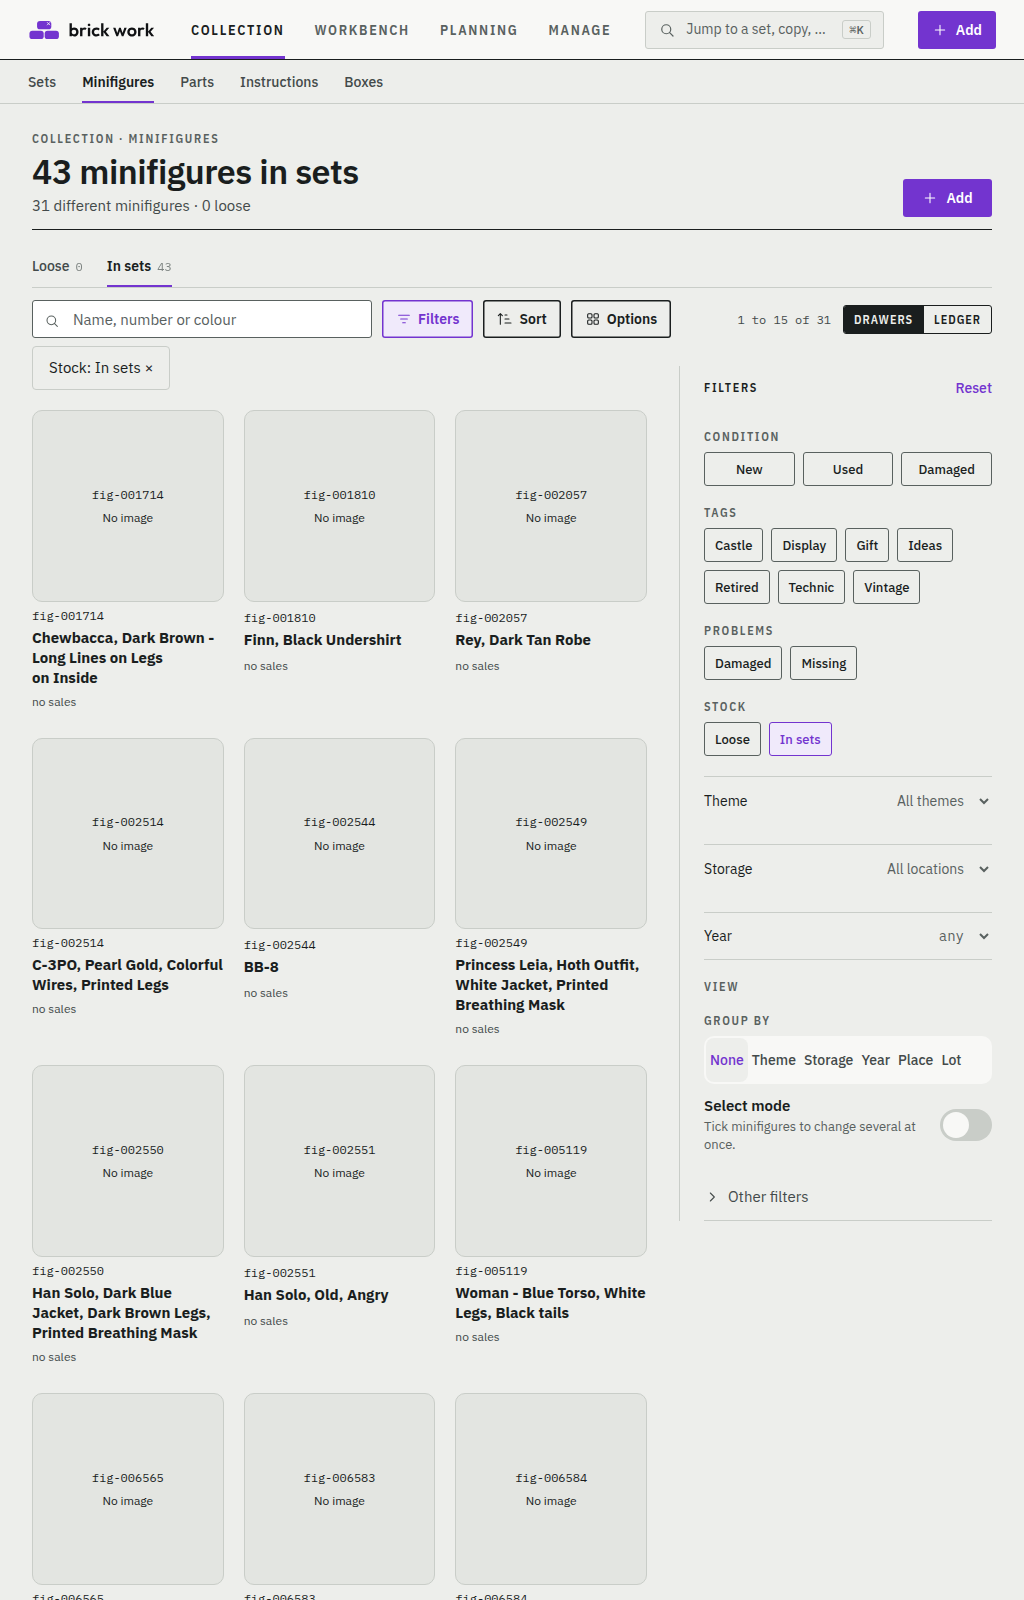 brick work
COLLECTION
WORKBENCH
PLANNING
MANAGE
Jump to a set, copy, ...
⌘K
Add
Sets
Minifigures
Parts
Instructions
Boxes
COLLECTION · MINIFIGURES
43 minifigures in sets
31 different minifigures · 0 loose
Add
Loose 0
In sets 43
Name, number or colour
Filters
Sort
Options
1 to 15 of 31
DRAWERS
LEDGER
Stock: In sets ×
fig-001714
No image
fig-001714
Chewbacca, Dark Brown -
Long Lines on Legs
on Inside
no sales
fig-001810
No image
fig-001810
Finn, Black Undershirt
no sales
fig-002057
No image
fig-002057
Rey, Dark Tan Robe
no sales
fig-002514
No image
fig-002514
C-3PO, Pearl Gold, Colorful
Wires, Printed Legs
no sales
fig-002544
No image
fig-002544
BB-8
no sales
fig-002549
No image
fig-002549
Princess Leia, Hoth Outfit,
White Jacket, Printed
Breathing Mask
no sales
fig-002550
No image
fig-002550
Han Solo, Dark Blue
Jacket, Dark Brown Legs,
Printed Breathing Mask
no sales
fig-002551
No image
fig-002551
Han Solo, Old, Angry
no sales
fig-005119
No image
fig-005119
Woman - Blue Torso, White
Legs, Black tails
no sales
fig-006565
No image
fig-006565
fig-006583
No image
fig-006583
fig-006584
No image
fig-006584
FILTERS
Reset
CONDITION
New
Used
Damaged
TAGS
Castle
Display
Gift
Ideas
Retired
Technic
Vintage
PROBLEMS
Damaged
Missing
STOCK
Loose
In sets
Theme
All themes
Storage
All locations
Year
any
VIEW
GROUP BY
None
Theme
Storage
Year
Place
Lot
Select mode
Tick minifigures to change several at
once.
Other filters